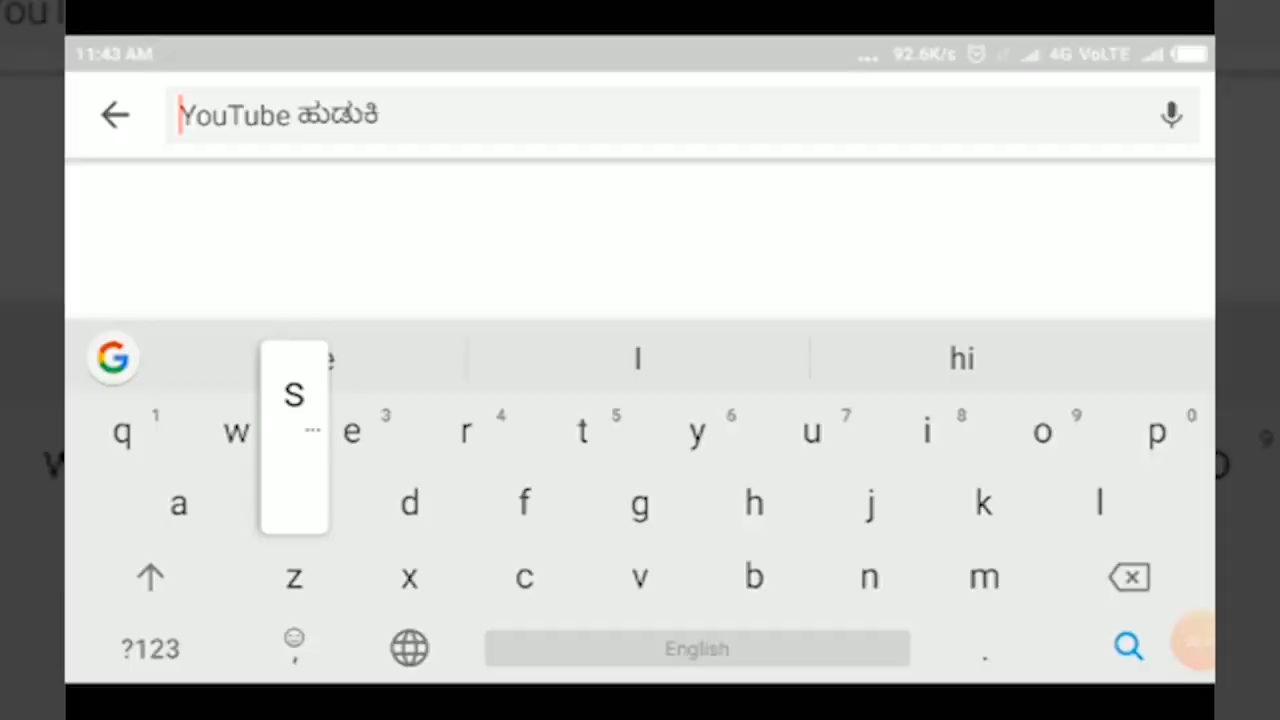 11:43 AM ... 92.6K/s 4G VoLTE
YouTube ಹುಡುಕಿ
I hi
S
q 1 w e 3 r 4 t 5 y 6 u 7 i 8 o 9 p 0
a d f g h j k l
z x c v b n m
?123 , English .